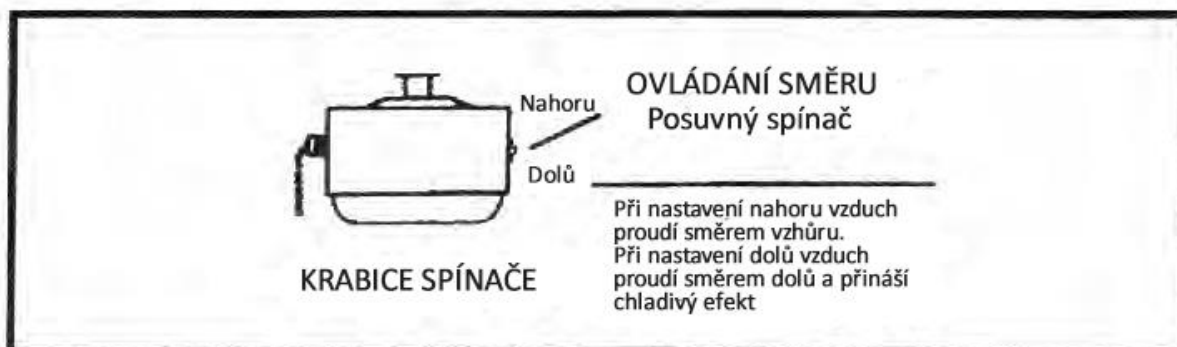 Nahoru
Dolů
KRABICE SPÍNAČE
OVLÁDÁNÍ SMĚRU
Posuvný spínač
Při nastavení nahoru vzduch
proudí směrem vzhůru.
Při nastavení dolů vzduch
proudí směrem dolů a přináší
chladivý efekt